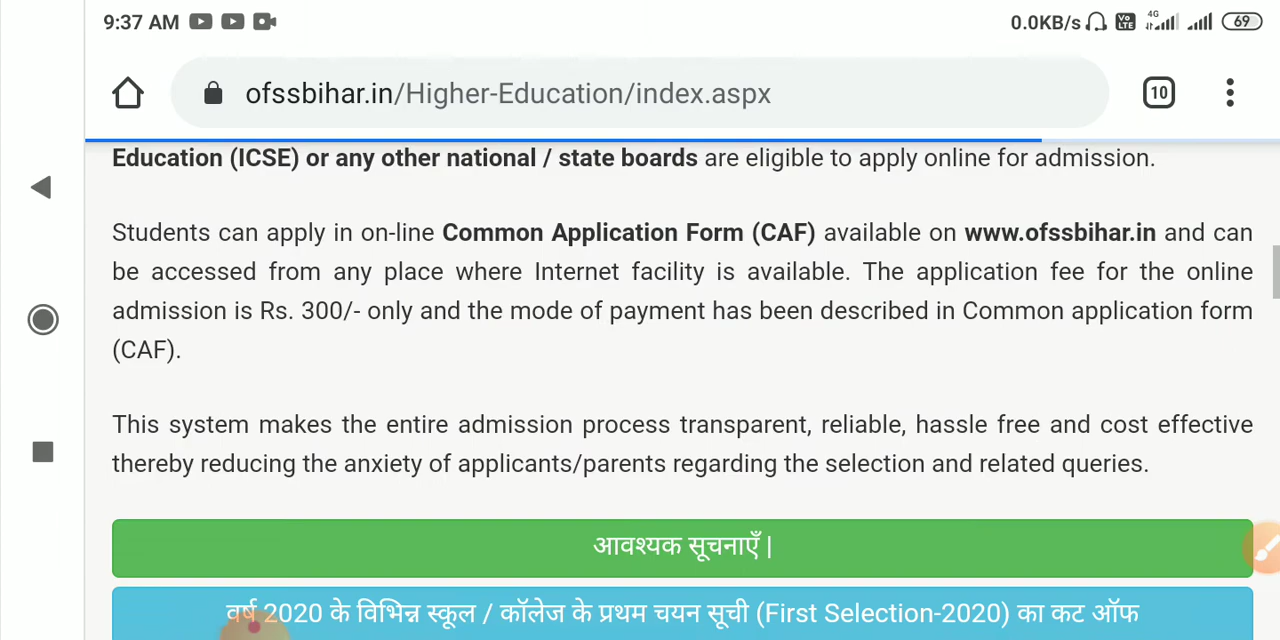 9:37 AM
0.0KB/s Vo LTE 4G 69
ofssbihar.in/Higher-Education/index.aspx
10
Education (ICSE) or any other national / state boards are eligible to apply online for admission.
Students can apply in on-line Common Application Form (CAF) available on www.ofssbihar.in and can
be accessed from any place where Internet facility is available. The application fee for the online
admission is Rs. 300/- only and the mode of payment has been described in Common application form
(CAF).
This system makes the entire admission process transparent, reliable, hassle free and cost effective
thereby reducing the anxiety of applicants/parents regarding the selection and related queries.
आवश्यक सूचनाएँ |
वर्ष 2020 के विभिन्न स्कूल / कॉलेज के प्रथम चयन सूची (First Selection-2020) का कट ऑफ